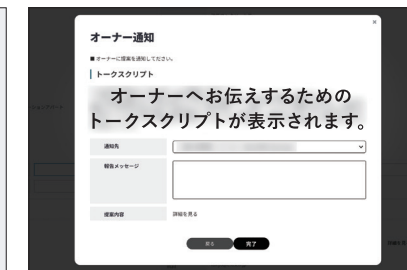 オーナー通知
■ オーナーに提案を通知してください。
トークスクリプト
オーナーへお伝えするための
トークスクリプトが表示されます。
通知先
報告メッセージ
提案内容 詳細を見る
戻る 完了